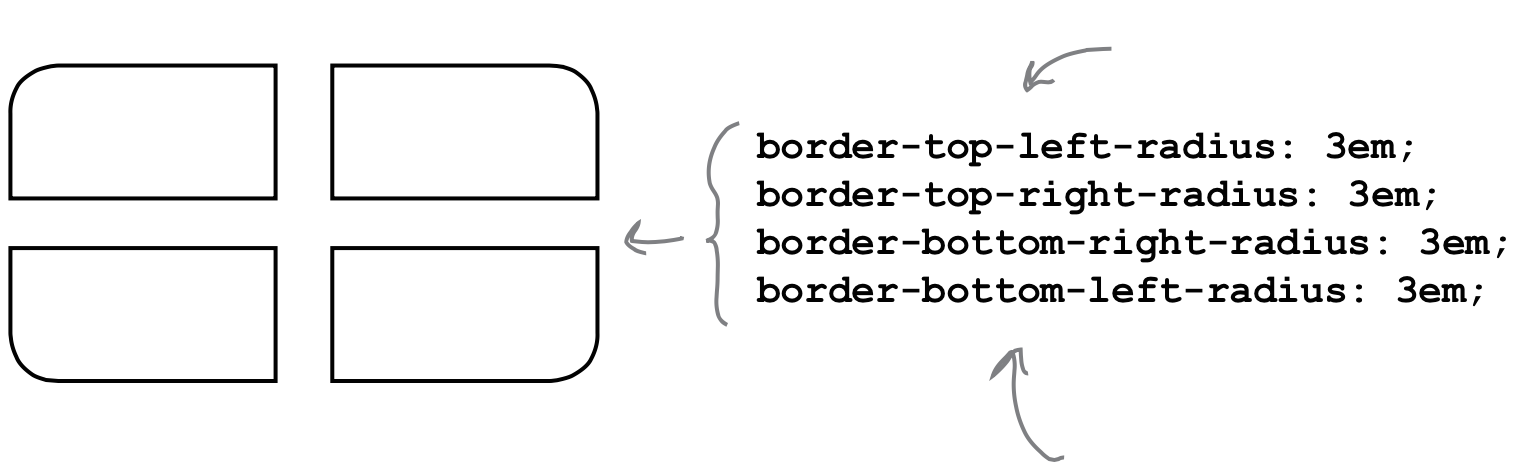 border-top-left-radius: 3em;
border-top-right-radius: 3em;
border-bottom-right-radius: 3em;
border-bottom-left-radius: 3em;